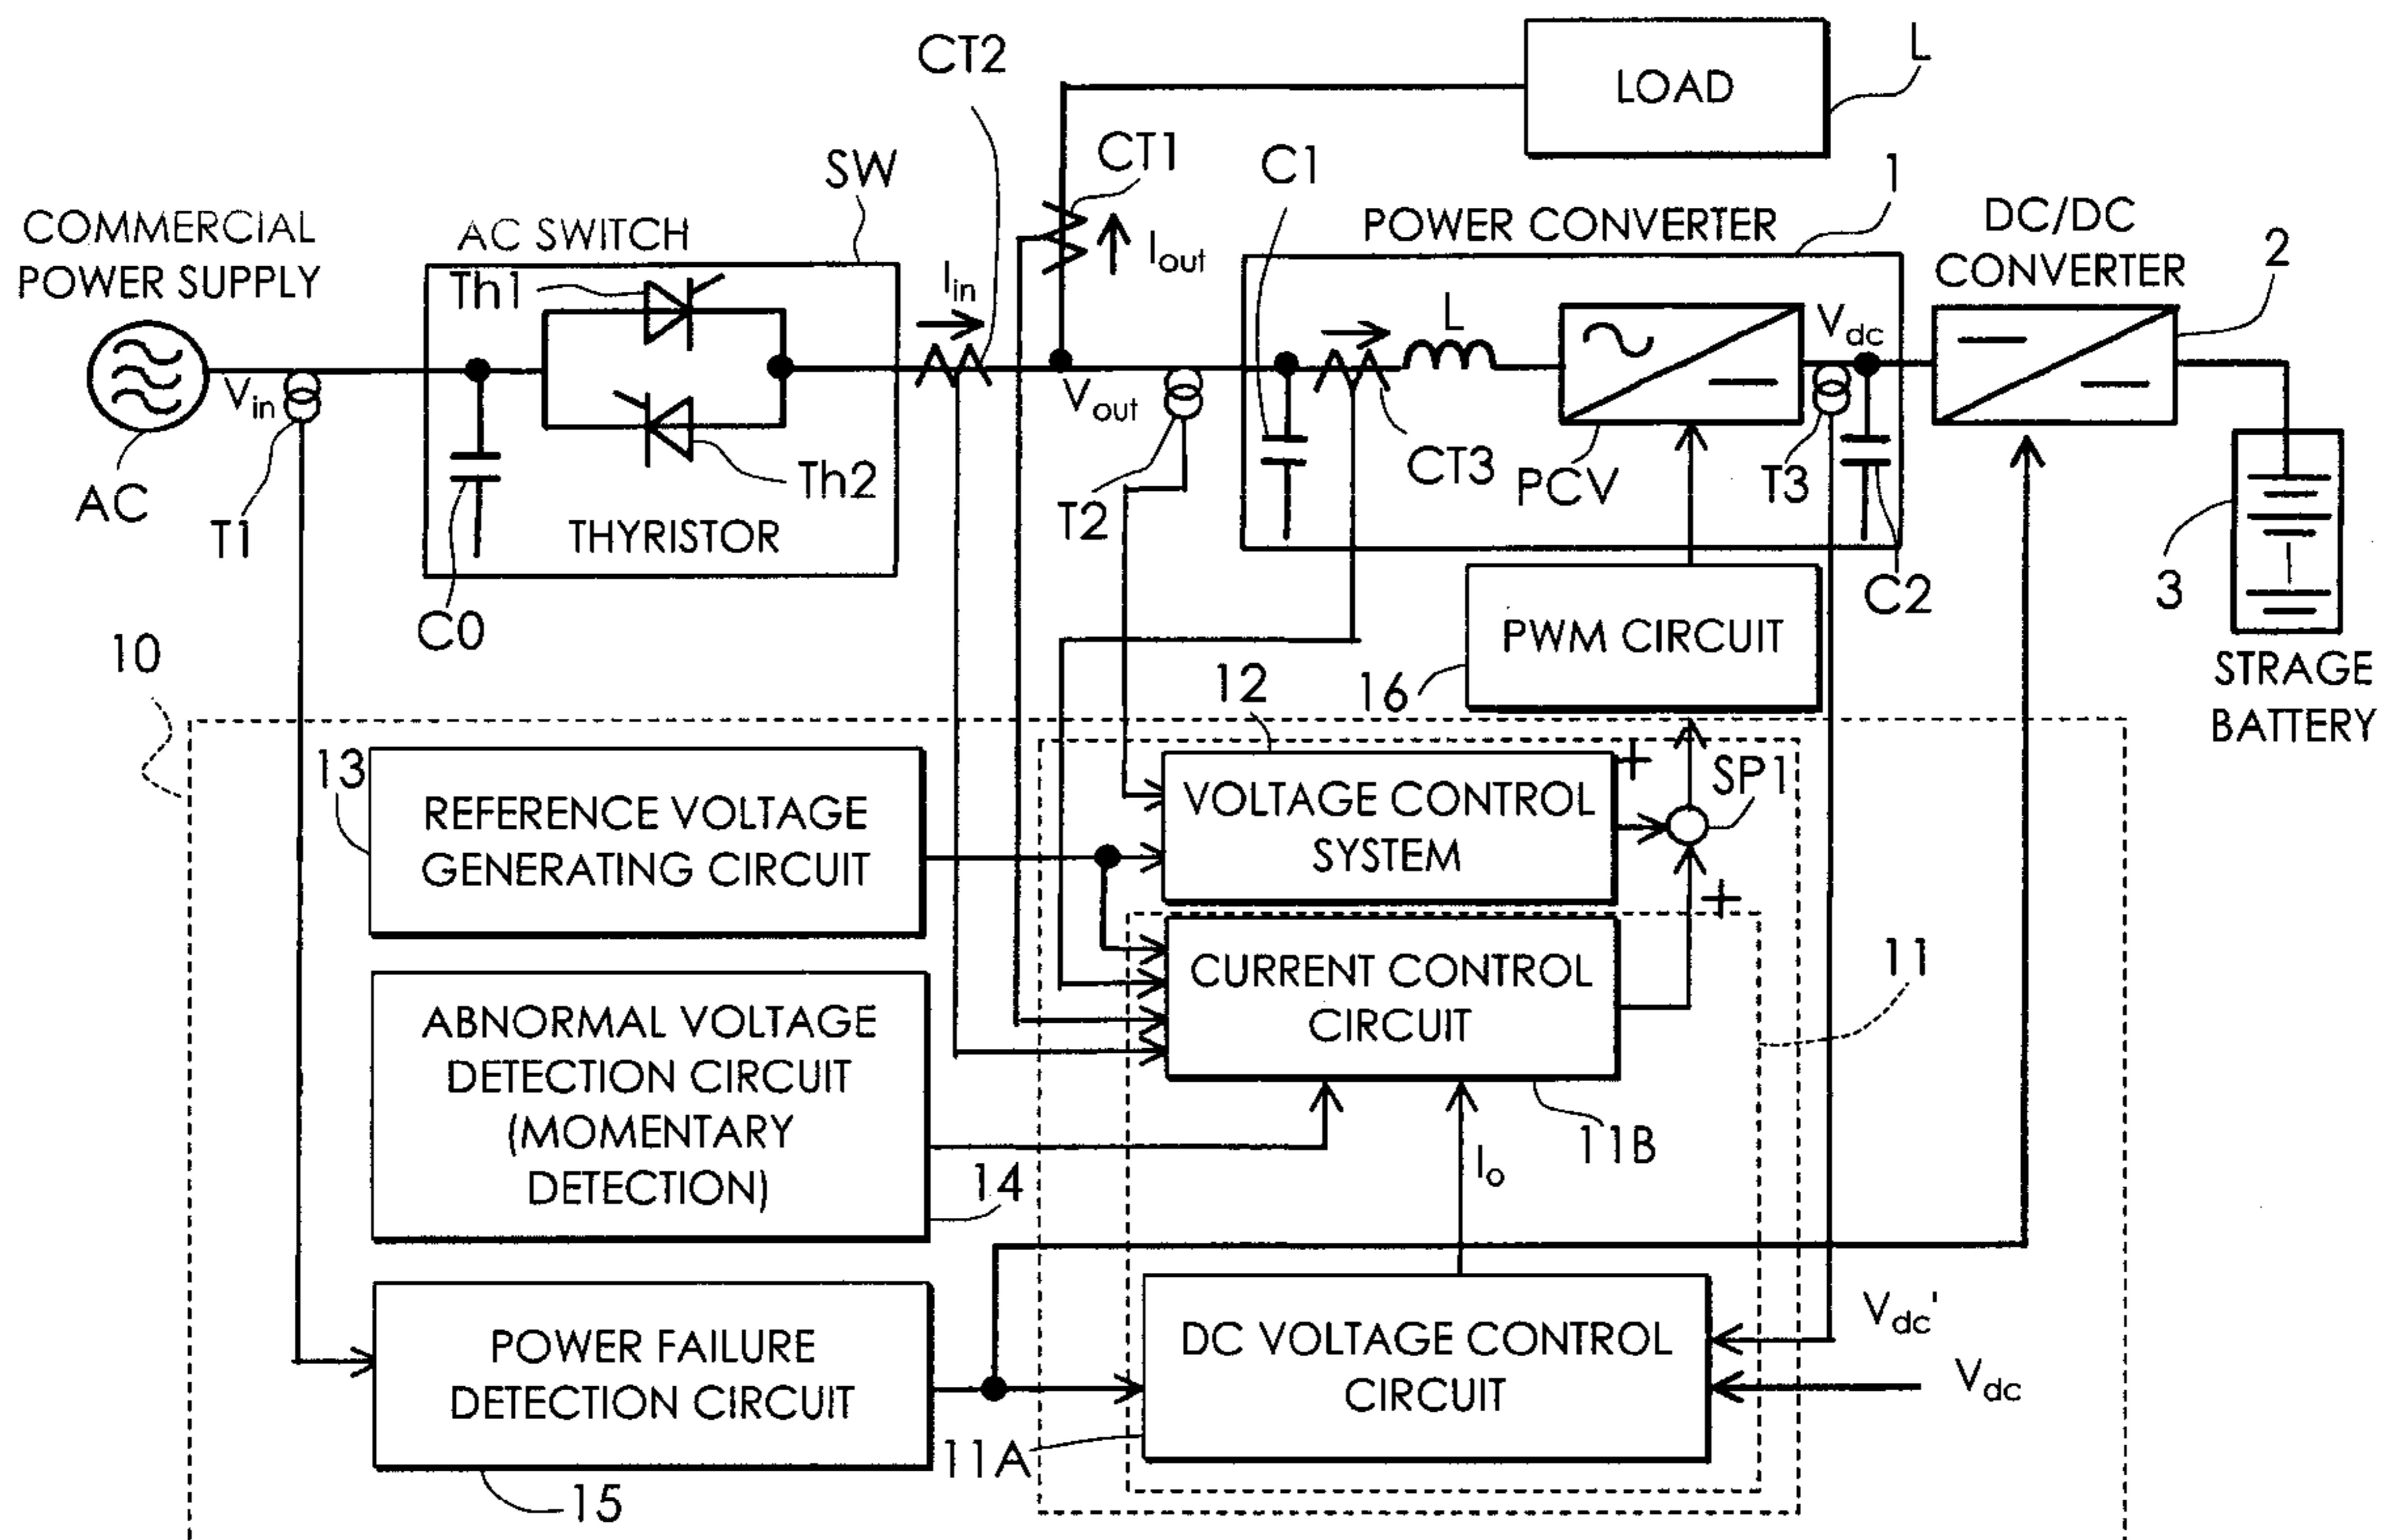 CT2
LOAD
L
CT1
SW
C1
1
COMMERCIAL
POWER SUPPLY
AC SWITCH
POWER CONVERTER
DC/DC
CONVERTER
2
Th1
Iin
Iout
L
Vdc
Vin
Vout
Th2
CT3
PCV
T3
AC
T1
THYRISTOR
T2
C0
C2
3
10
PWM CIRCUIT
16
STRAGE
BATTERY
12
13
REFERENCE VOLTAGE
GENERATING CIRCUIT
VOLTAGE CONTROL
SYSTEM
+
SP1
+
CURRENT CONTROL
CIRCUIT
11
ABNORMAL VOLTAGE
DETECTION CIRCUIT
(MOMENTARY
DETECTION)
11B
14
Io
POWER FAILURE
DETECTION CIRCUIT
DC VOLTAGE CONTROL
CIRCUIT
Vdc'
Vdc
11A
15